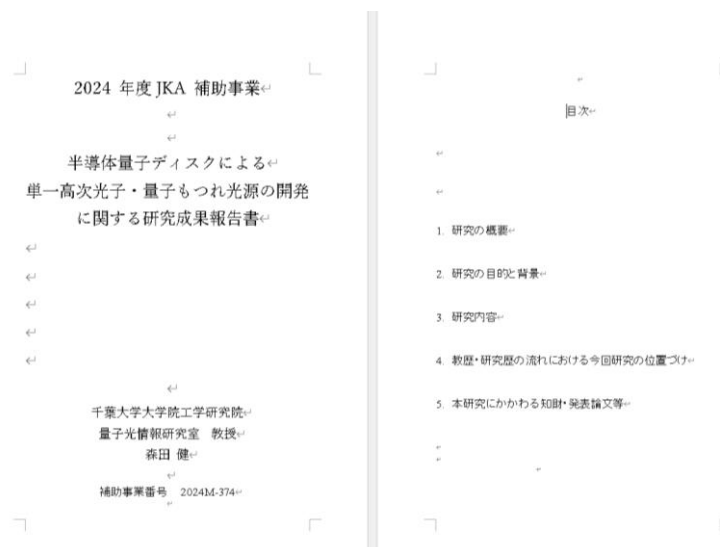 2024 年度 JKA 補助事業
半導体量子ディスクによる
単一高次光子・量子もつれ光源の開発
に関する研究成果報告書
千葉大学大学院工学研究院
量子光情報研究室 教授
森田 健
補助事業番号 2024M-374
目次
1. 研究の概要
2. 研究の目的と背景
3. 研究内容
4. 教歴・研究歴の流れにおける今回研究の位置づけ
5. 本研究にかかわる知財・発表論文等